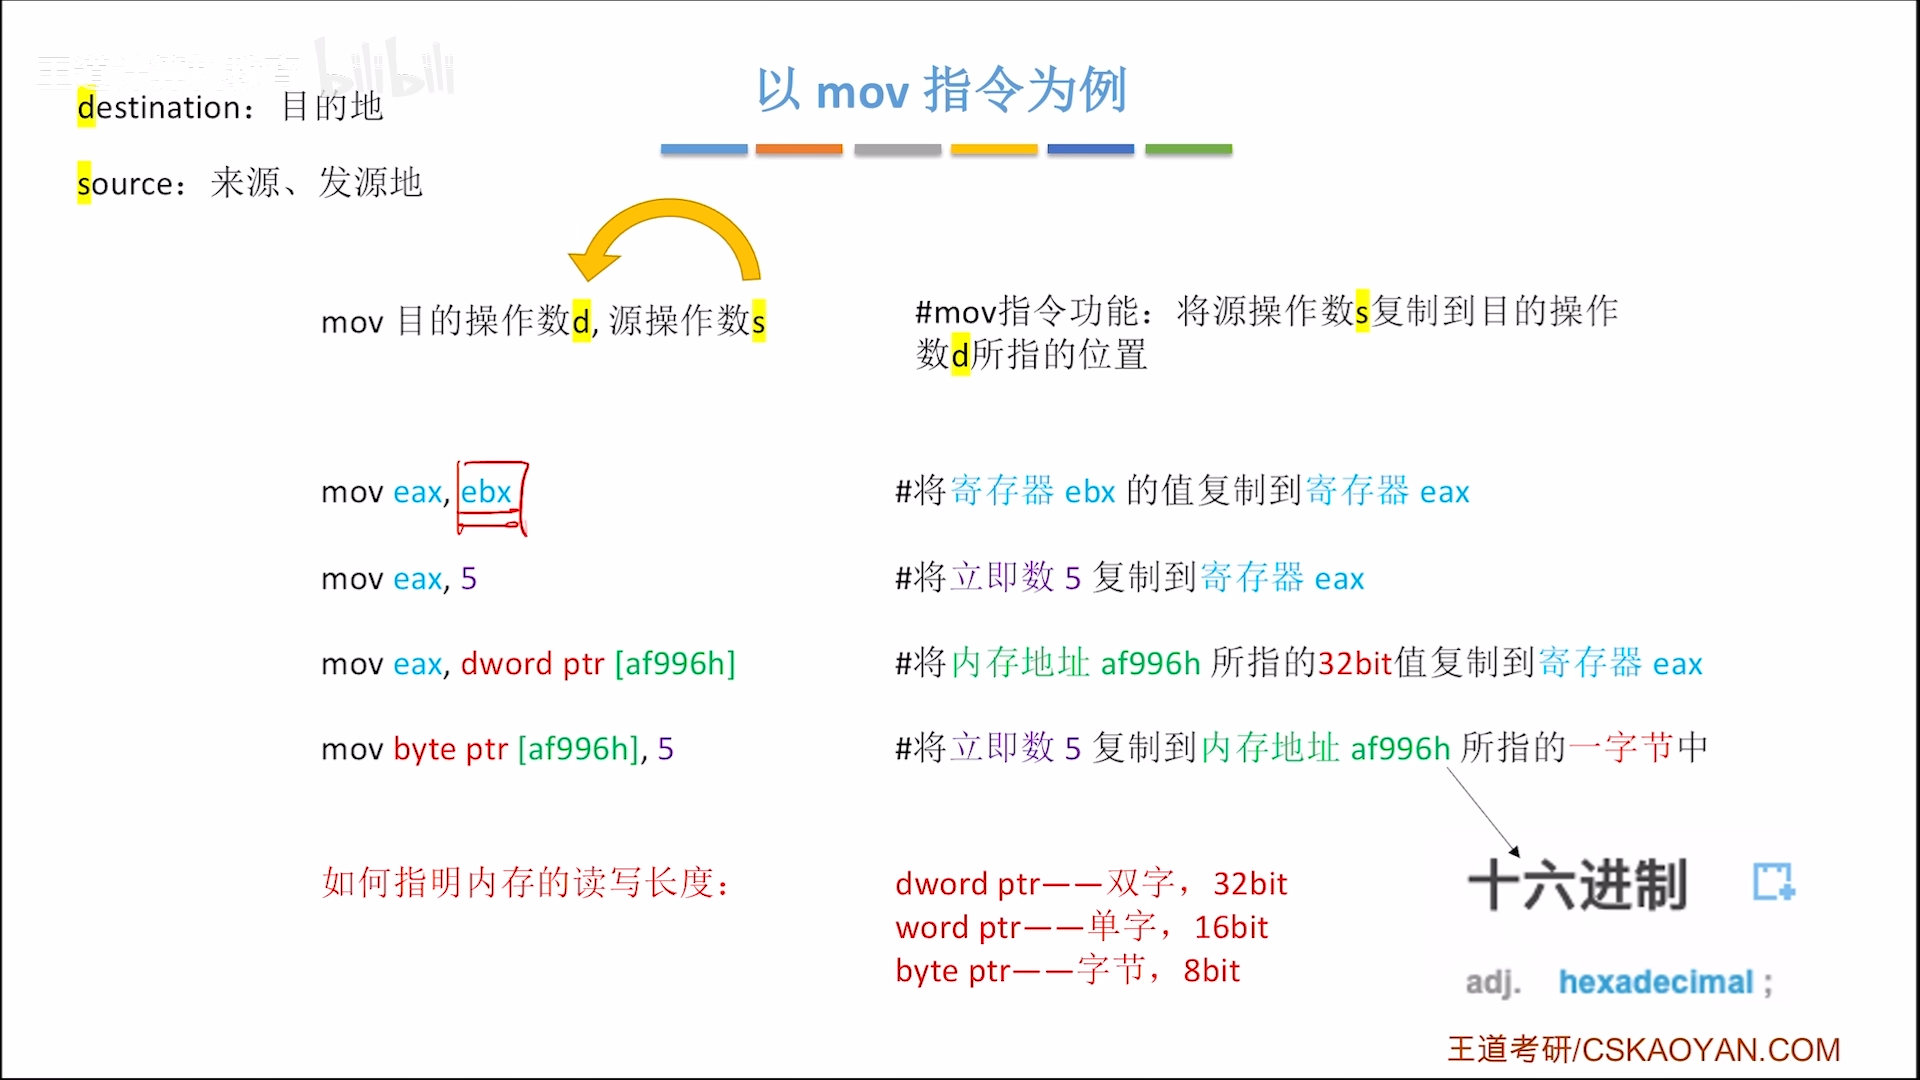 bilibili
destination： 目的地
以 mov 指令为例
source： 来源、发源地
mov 目的操作数d, 源操作数s
#mov指令功能：将源操作数s复制到目的操作
数d所指的位置
mov eax, ebx
#将寄存器 ebx 的值复制到寄存器 eax
mov eax, 5
#将立即数 5 复制到寄存器 eax
mov eax, dword ptr [af996h]
#将内存地址 af996h 所指的32bit值复制到寄存器 eax
mov byte ptr [af996h], 5
#将立即数 5 复制到内存地址 af996h 所指的一字节中
如何指明内存的读写长度：
dword ptr——双字，32bit
word ptr——单字，16bit
byte ptr——字节，8bit
十六进制
adj. hexadecimal ;
王道考研/CSKAOYAN.COM